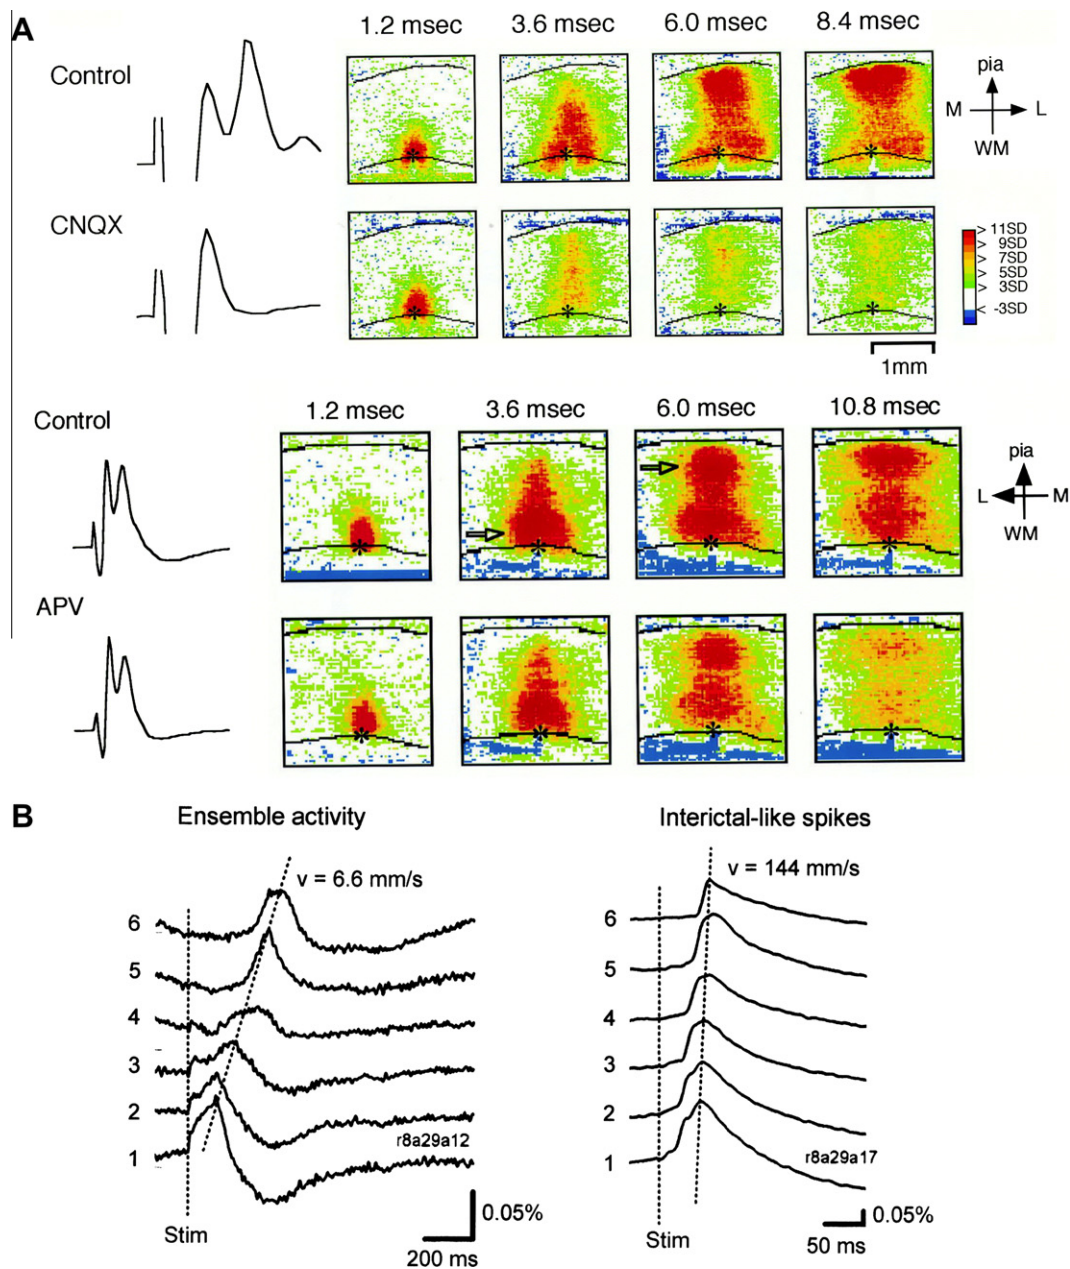 A
1.2 msec 3.6 msec 6.0 msec 8.4 msec
Control
pia
M L
WM
CNQX
> 11SD
> 9SD
> 7SD
> 5SD
> 3SD
< -3SD
1mm
Control
1.2 msec 3.6 msec 6.0 msec 10.8 msec
pia
L M
WM
APV
B
Ensemble activity
v = 6.6 mm/s
6
5
4
3
2
1
r8a29a12
Stim
0.05%
200 ms
Interictal-like spikes
v = 144 mm/s
6
5
4
3
2
1
r8a29a17
Stim
0.05%
50 ms